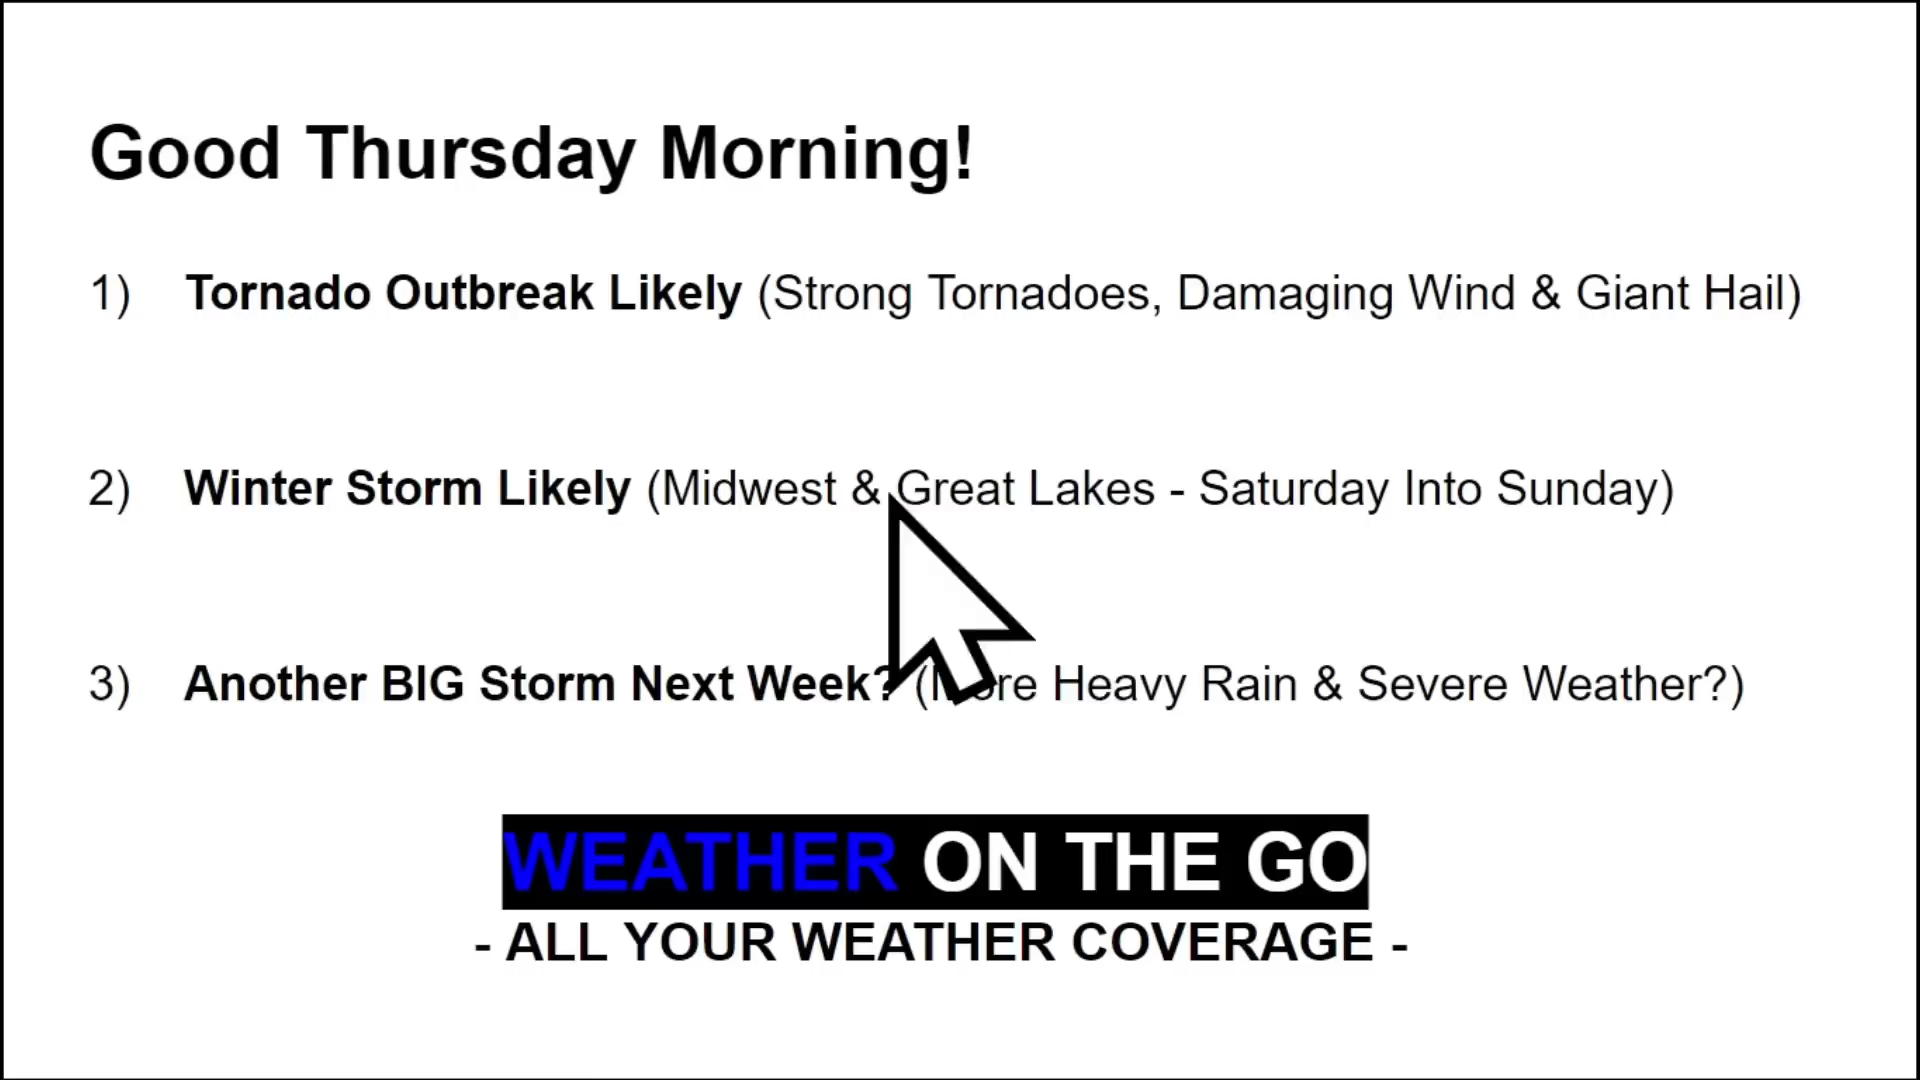 Good Thursday Morning!
1) Tornado Outbreak Likely (Strong Tornadoes, Damaging Wind & Giant Hail)
2) Winter Storm Likely (Midwest & Great Lakes - Saturday Into Sunday)
3) Another BIG Storm Next Week? (More Heavy Rain & Severe Weather?)
WEATHER ON THE GO
- ALL YOUR WEATHER COVERAGE -